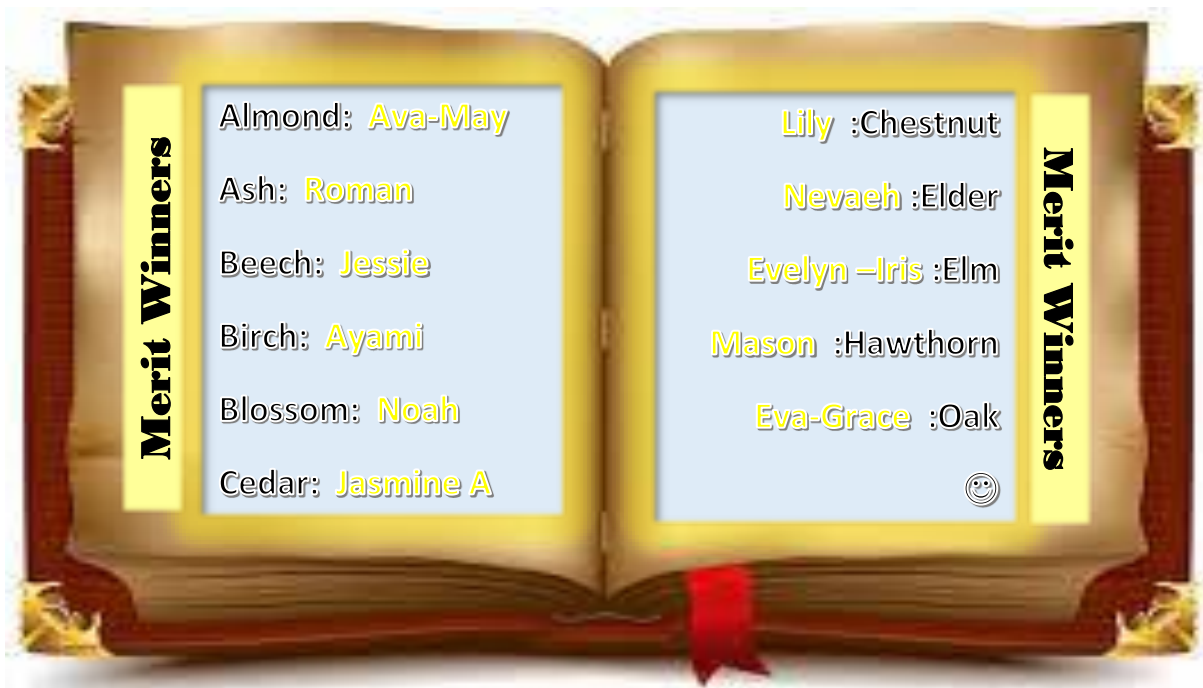 Merit Winners
Almond: Ava-May
Ash: Roman
Beech: Jessie
Birch: Ayami
Blossom: Noah
Cedar: Jasmine A
Lily :Chestnut
Nevaeh :Elder
Evelyn –Iris :Elm
Mason :Hawthorn
Eva-Grace :Oak
☺
Merit Winners